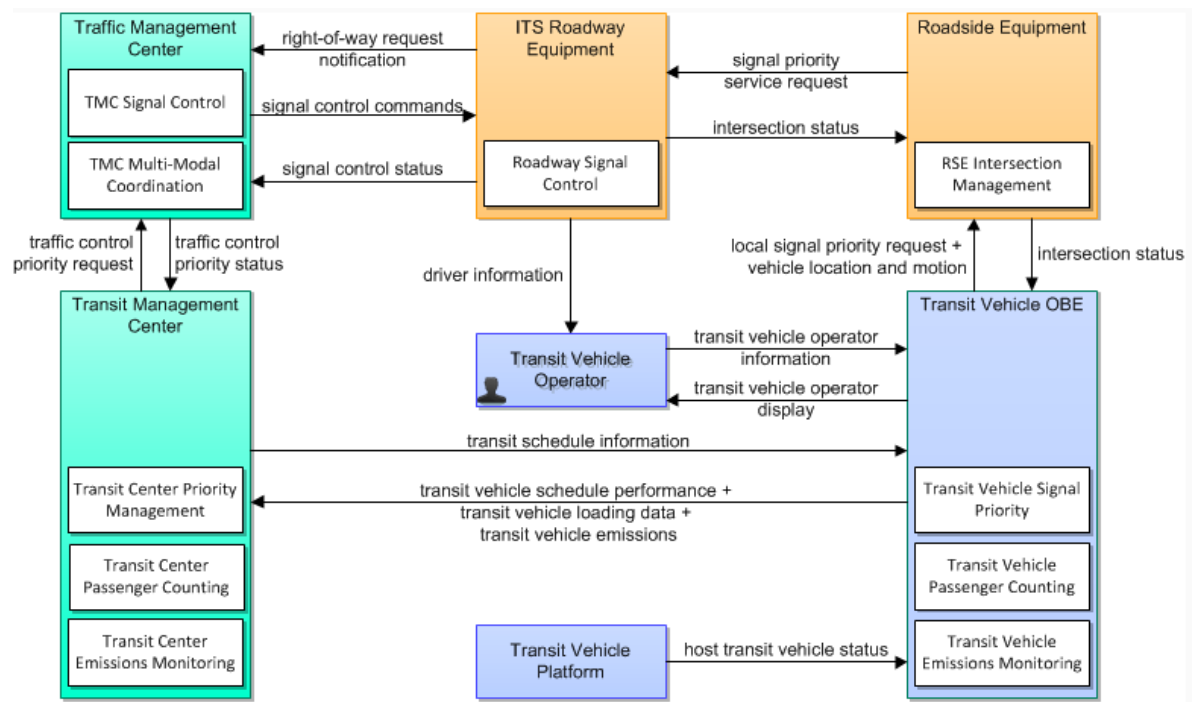 Traffic Management
Center
TMC Signal Control
TMC Multi-Modal
Coordination
right-of-way request
notification
signal control commands
signal control status
ITS Roadway
Equipment
Roadway Signal
Control
signal priority
service request
intersection status
Roadside Equipment
RSE Intersection
Management
traffic control
priority request
traffic control
priority status
driver information
local signal priority request +
vehicle location and motion
intersection status
Transit Management
Center
Transit Center Priority
Management
Transit Center
Passenger Counting
Transit Center
Emissions Monitoring
Transit Vehicle
Operator
transit vehicle operator
information
transit vehicle operator
display
transit schedule information
transit vehicle schedule performance +
transit vehicle loading data +
transit vehicle emissions
Transit Vehicle
Platform
host transit vehicle status
Transit Vehicle OBE
Transit Vehicle Signal
Priority
Transit Vehicle
Passenger Counting
Transit Vehicle
Emissions Monitoring